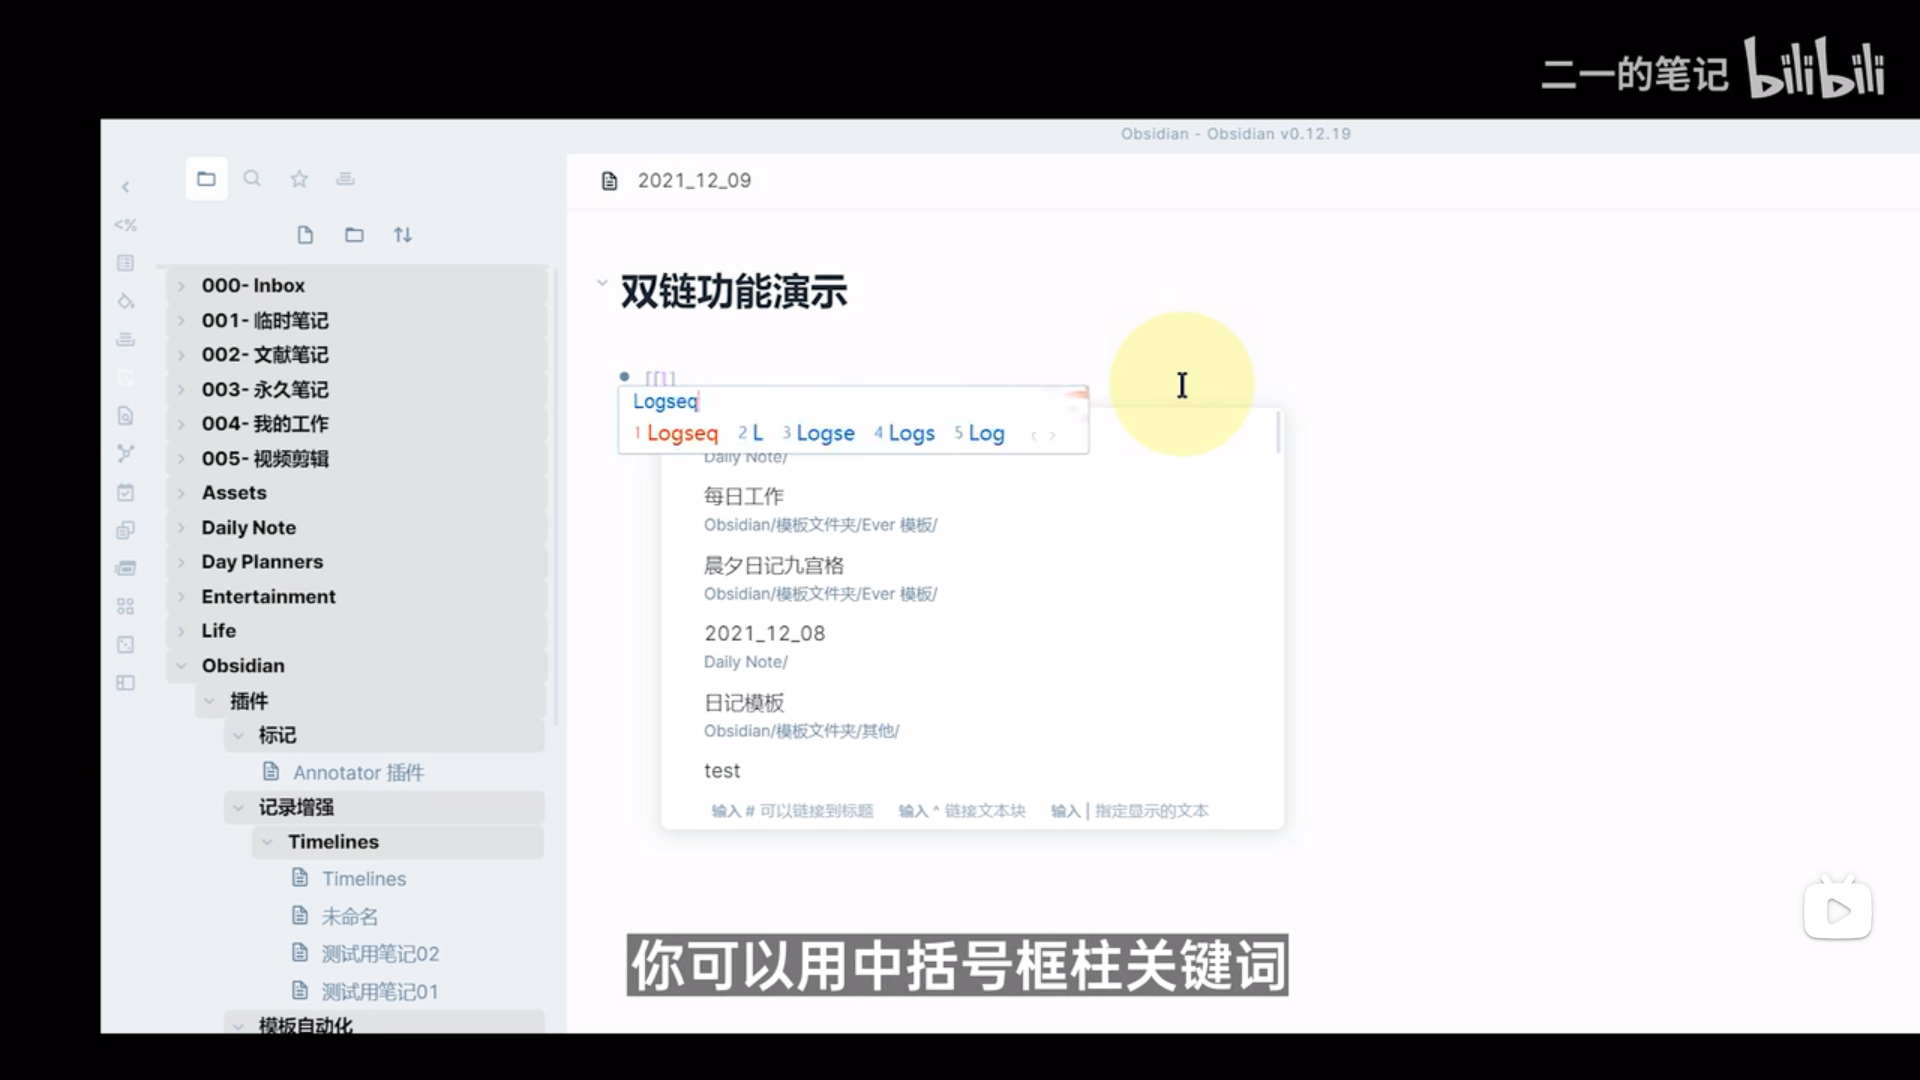 二一的笔记 bilibili
Obsidian - Obsidian v0.12.19
2021_12_09
<%
000- Inbox
001- 临时笔记
002- 文献笔记
003- 永久笔记
004- 我的工作
005- 视频剪辑
Assets
Daily Note
Day Planners
Entertainment
Life
Obsidian
插件
标记
Annotator 插件
记录增强
Timelines
Timelines
未命名
测试用笔记02
测试用笔记01
模板自动化
双链功能演示
Logseq
1 Logseq 2 L 3 Logse 4 Logs 5 Log
Daily Note/
每日工作
Obsidian/模板文件夹/Ever 模板/
晨夕日记九宫格
Obsidian/模板文件夹/Ever 模板/
2021_12_08
Daily Note/
日记模板
Obsidian/模板文件夹/其他/
test
输入 # 可以链接到标题 输入 ^ 链接文本块 输入 | 指定显示的文本
你可以用中括号框柱关键词